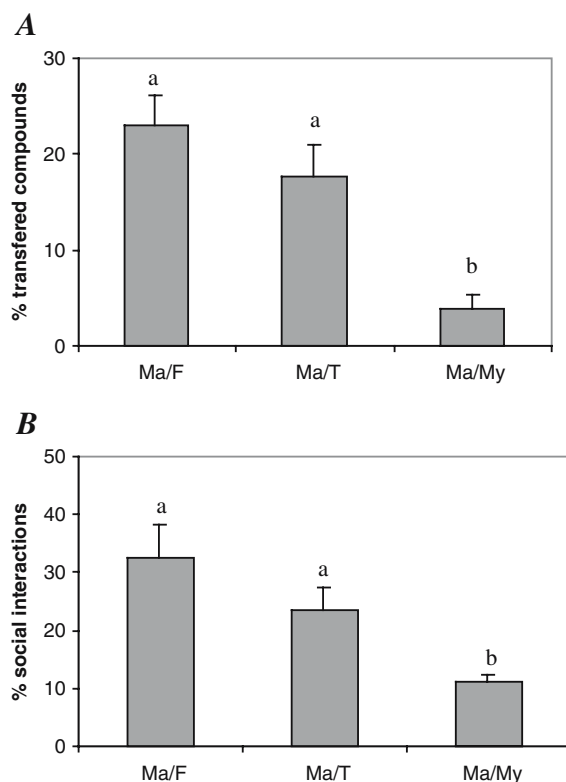 A
30
20
10
0
% transfered compounds
a
a
b
Ma/F Ma/T Ma/My
B
50
40
30
20
10
0
% social interactions
a
a
b
Ma/F Ma/T Ma/My